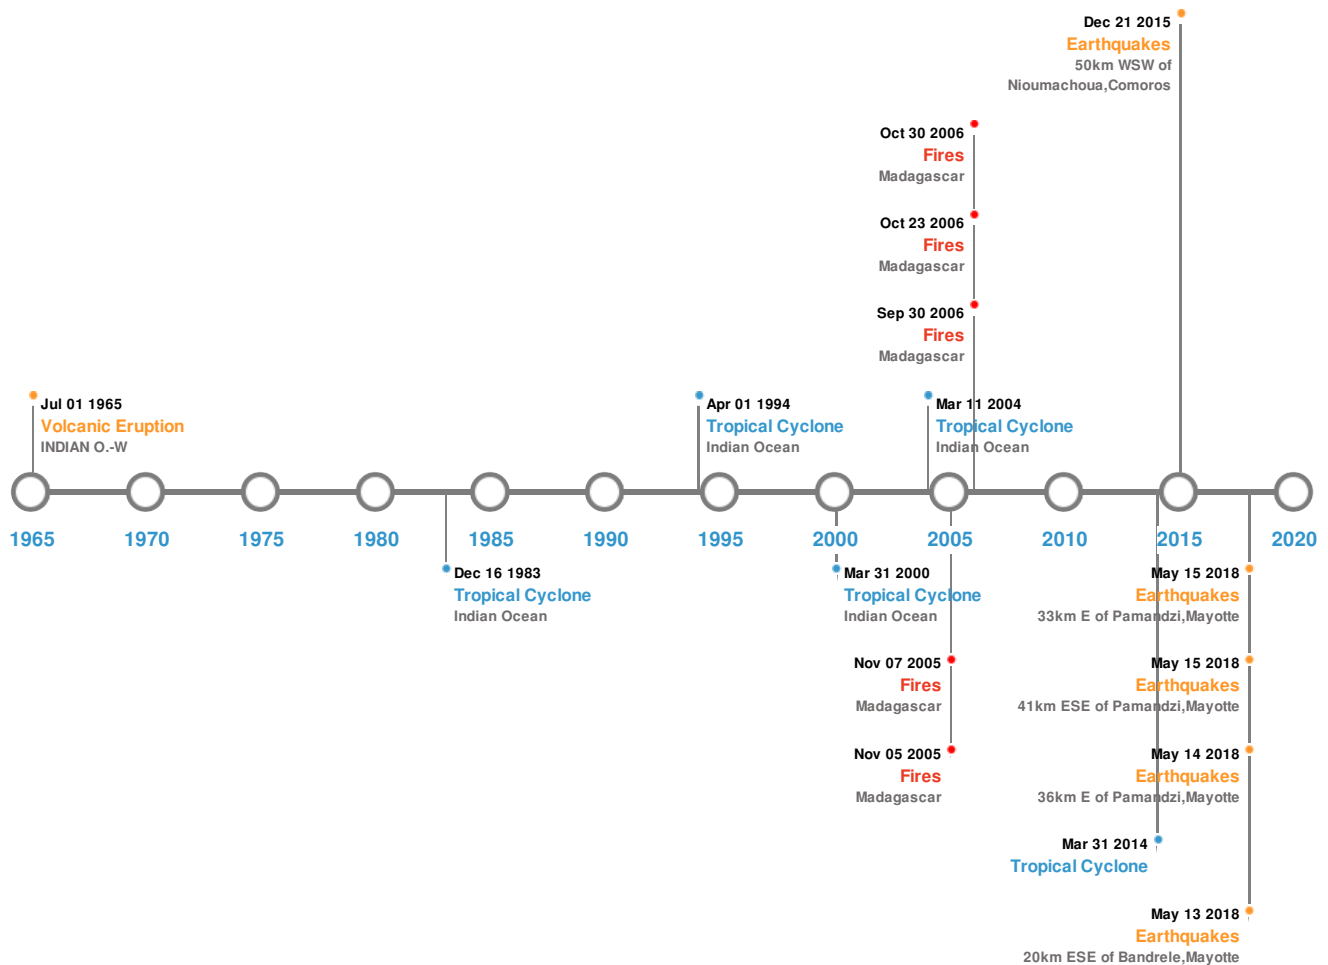 Dec 21 2015
Earthquakes
50km WSW of
Nioumachoua,Comoros
Oct 30 2006
Fires
Madagascar
Oct 23 2006
Fires
Madagascar
Sep 30 2006
Fires
Madagascar
Jul 01 1965
Volcanic Eruption
INDIAN O.-W
Apr 01 1994
Tropical Cyclone
Indian Ocean
Mar 11 2004
Tropical Cyclone
Indian Ocean
1965 1970 1975 1980 1985 1990 1995 2000 2005 2010 2015 2020
Dec 16 1983
Tropical Cyclone
Indian Ocean
Mar 31 2000
Tropical Cyclone
Indian Ocean
May 15 2018
Earthquakes
33km E of Pamandzi,Mayotte
Nov 07 2005
Fires
Madagascar
May 15 2018
Earthquakes
41km ESE of Pamandzi,Mayotte
Nov 05 2005
Fires
Madagascar
May 14 2018
Earthquakes
36km E of Pamandzi,Mayotte
Mar 31 2014
Tropical Cyclone
May 13 2018
Earthquakes
20km ESE of Bandrele,Mayotte